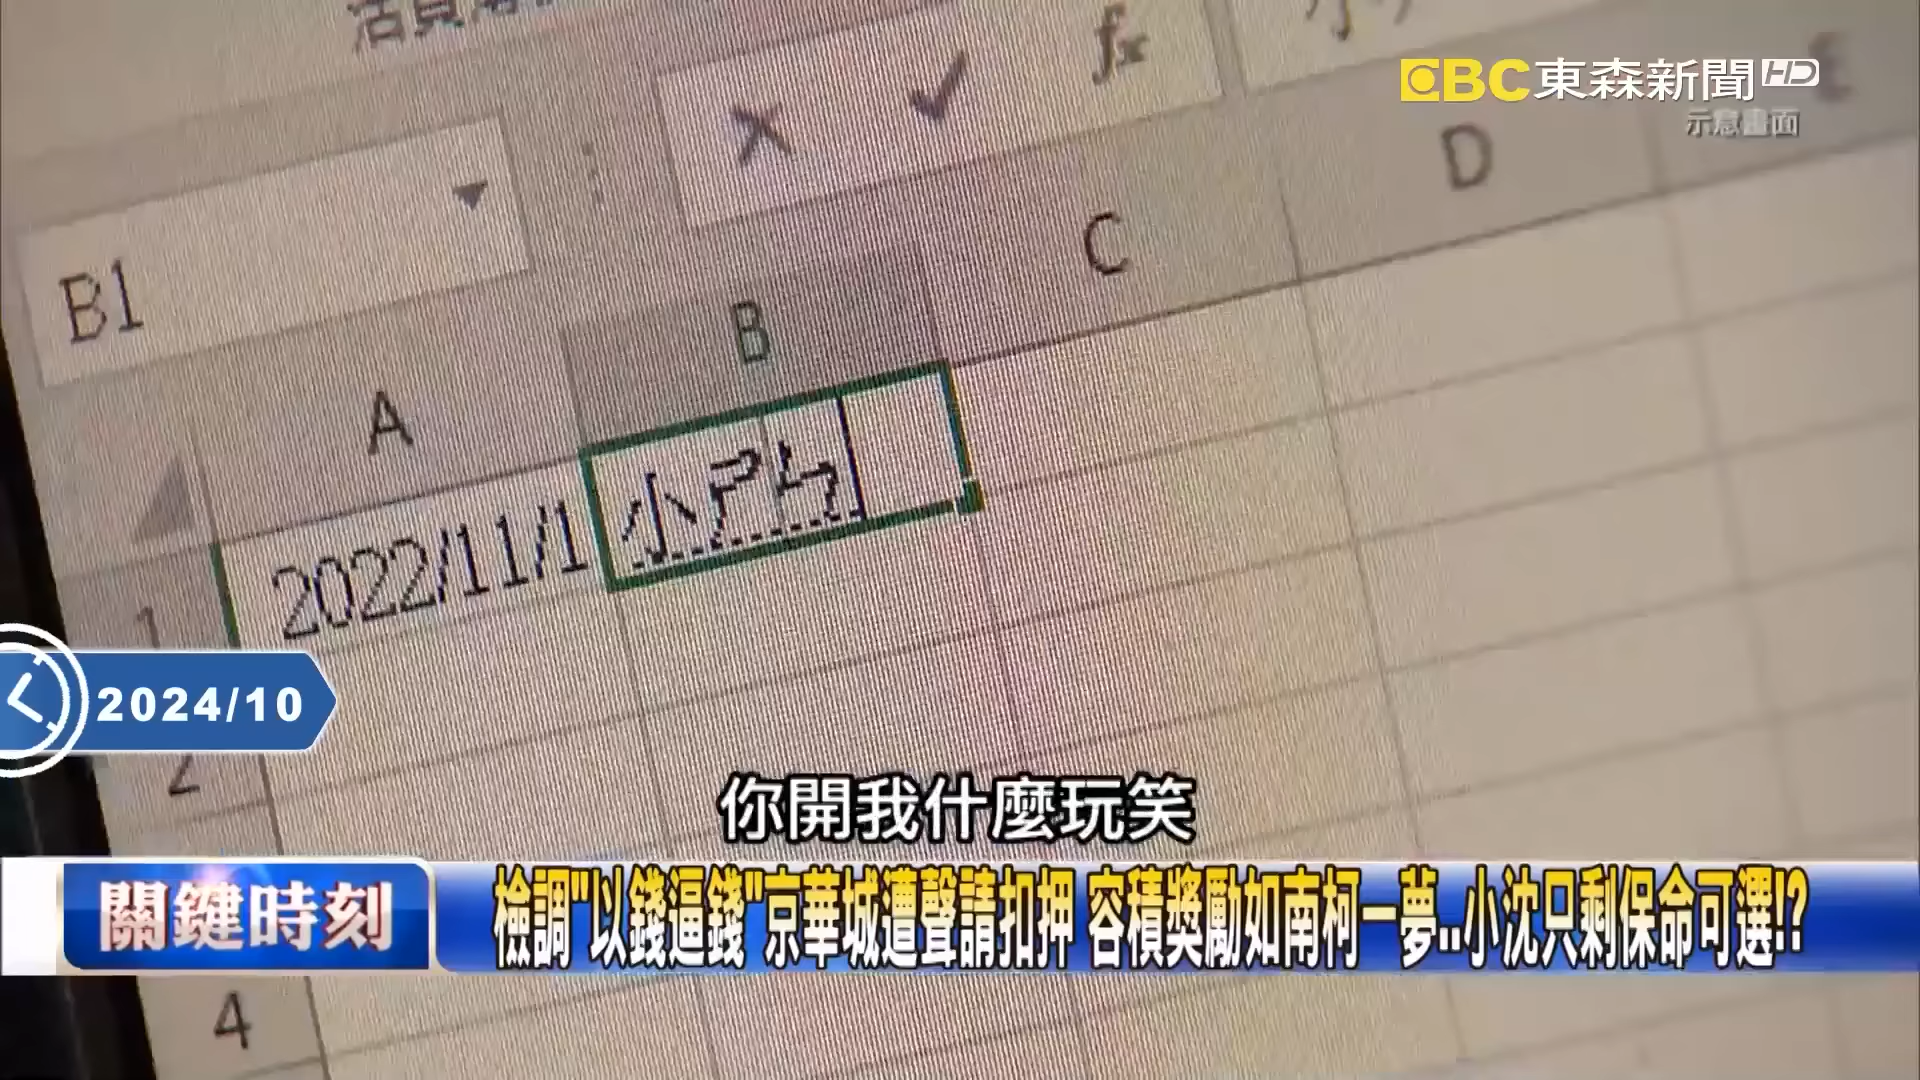 EBC東森新聞HD
示意畫面
fx
B1
A
B
C
D
1
2022/11/1
小ㄕㄣ
2
4
2024/10
你開我什麼玩笑
關鍵時刻
檢調"以錢逼錢"京華城遭聲請扣押 容積獎勵如南柯一夢..小沈只剩保命可選!?